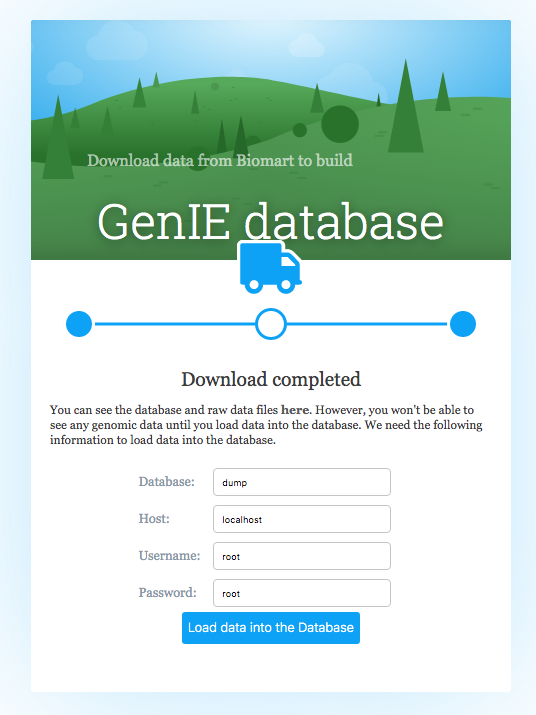 Download data from Biomart to build
GenIE database
Download completed
You can see the database and raw data files here. However, you won't be able to
see any genomic data until you load data into the database. We need the following
information to load data into the database.
Database: dump
Host: localhost
Username: root
Password: root
Load data into the Database